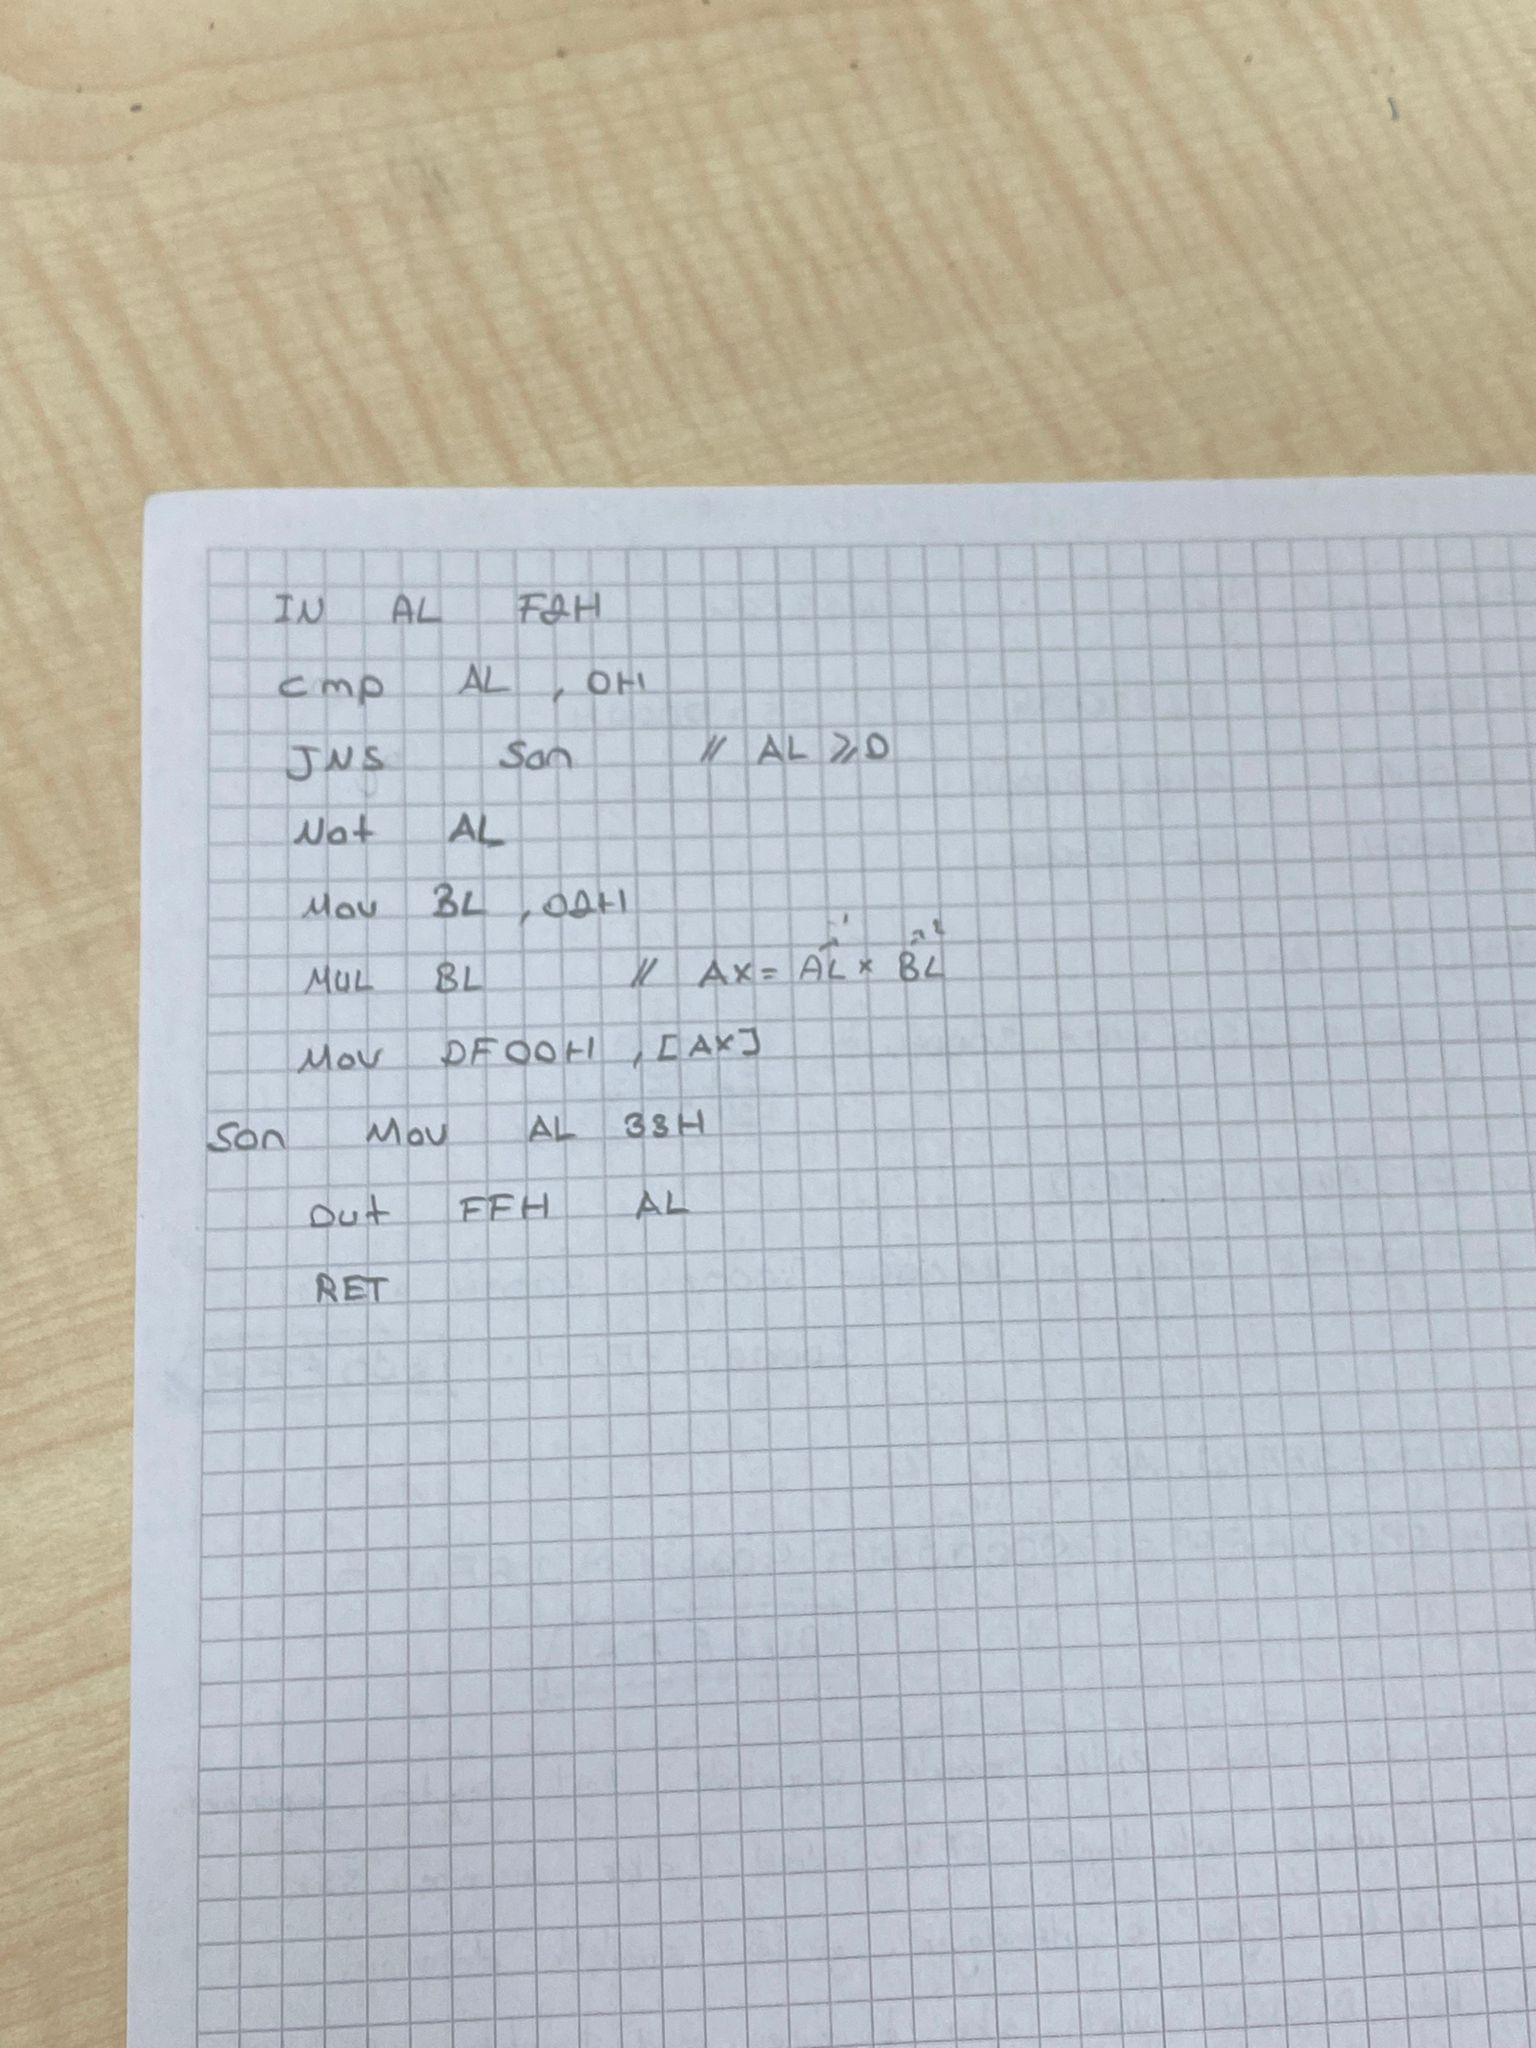 IN AL F2H
cmp AL , 0H
JNS Son // AL ⩾0
Not AL
Mov BL , 02H
MUL BL // AX = AL x BL
Mov DF00H , [AX]
Son Mov AL 38H
Out FFH AL
RET